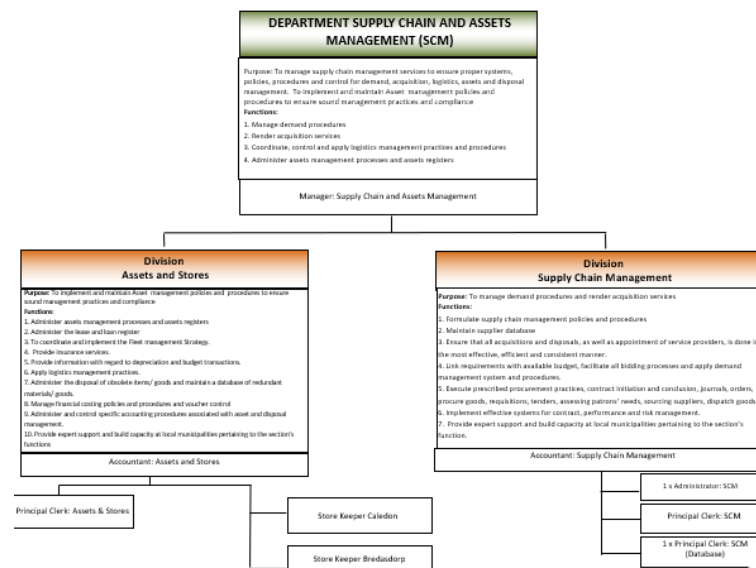 DEPARTMENT SUPPLY CHAIN AND ASSETS
MANAGEMENT (SCM)
Purpose: To manage supply chain management services to ensure proper systems,
policies, procedures and control for demand, acquisition, logistics, assets and disposal
management. To implement and maintain Asset management policies and
procedures to ensure sound management practices and compliance
Functions:
1. Manage demand procedures
2. Render acquisition services
3. Coordinate, control and apply logistics management practices and procedures
4. Administer assets management processes and assets registers
Manager: Supply Chain and Assets Management
Division
Assets and Stores
Purpose: To implement and maintain Asset management policies and procedures to ensure
sound management practices and compliance
Functions:
1. Administer assets management processes and assets registers
2. Administer the lease and loan register
3. To coordinate and implement the Fleet management Strategy.
4. Provide insurance services.
5. Provide information with regard to depreciation and budget transactions.
6. Apply logistics management practices.
7. Administer the disposal of obsolete items/ goods and maintain a database of redundant
materials/ goods.
8. Manage financial costing policies and procedures and voucher control
9. Administer and control specific accounting procedures associated with asset and disposal
management.
10. Provide expert support and build capacity at local municipalities pertaining to the section's
functions
Accountant: Assets and Stores
Principal Clerk: Assets & Stores
Store Keeper Caledon
Store Keeper Bredasdorp
Division
Supply Chain Management
Purpose: To manage demand procedures and render acquisition services
Functions:
1. Formulate supply chain management policies and procedures
2. Maintain supplier database
3. Ensure that all acquisitions and disposals, as well as appointment of service providers, is done i
the most effective, efficient and consistent manner.
4. Link requirements with available budget, facilitate all bidding processes and apply demand
management system and procedures.
5. Execute prescribed procurement practices, contract initiation and conclusion, journals, orders,
procure goods, requisitions, tenders, assessing patrons' needs, sourcing suppliers, dispatch goods
6. Implement effective systems for contract, performance and risk management.
7. Provide expert support and build capacity at local municipalities pertaining to the section's
function.
Accountant: Supply Chain Management
1 x Administrator: SCM
Principal Clerk: SCM
1 x Principal Clerk: SCM
(Database)